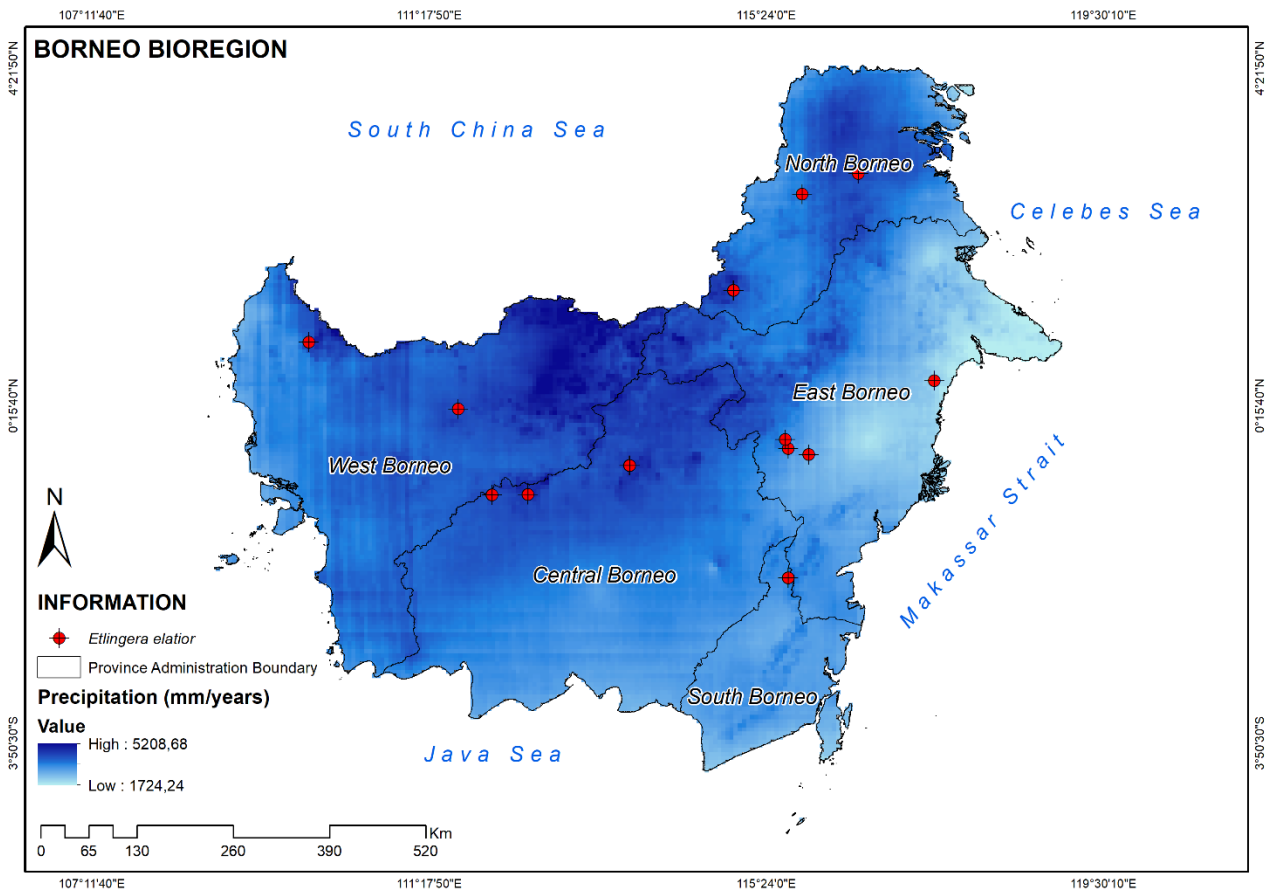 107°11'40"E 111°17'50"E 115°24'0"E 119°30'10"E
4°21'50"N 4°21'50"N
BORNEO BIOREGION
South China Sea
North Borneo
Celebes Sea
0°15'40"N 0°15'40"N
East Borneo
West Borneo
N
Makassar Strait
Central Borneo
INFORMATION
Etlingera elatior
Province Administration Boundary
South Borneo
Precipitation (mm/years)
Value
High : 5208,68
Low : 1724,24
Java Sea
3°50'30"S 3°50'30"S
Km
0 65 130 260 390 520
107°11'40"E 111°17'50"E 115°24'0"E 119°30'10"E